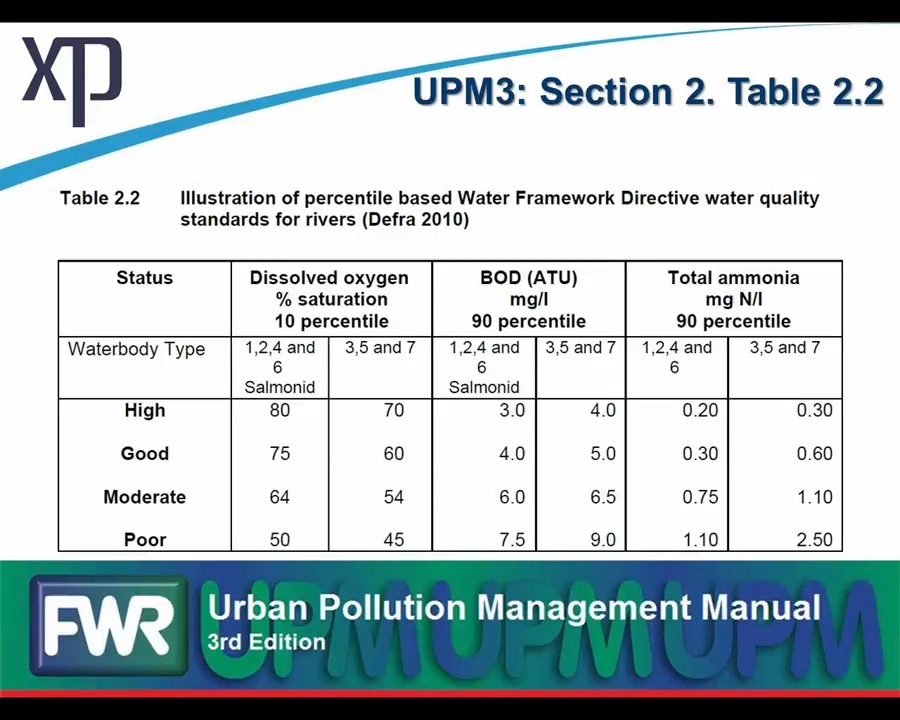 xp
UPM3: Section 2. Table 2.2
Table 2.2 Illustration of percentile based Water Framework Directive water quality
standards for rivers (Defra 2010)
Status Dissolved oxygen BOD (ATU) Total ammonia
% saturation mg/l mg N/l
10 percentile 90 percentile 90 percentile
Waterbody Type 1,2,4 and 3,5 and 7 1,2,4 and 3,5 and 7 1,2,4 and 3,5 and 7
6 6 6
Salmonid Salmonid
High 80 70 3.0 4.0 0.20 0.30
Good 75 60 4.0 5.0 0.30 0.60
Moderate 64 54 6.0 6.5 0.75 1.10
Poor 50 45 7.5 9.0 1.10 2.50
FWR Urban Pollution Management Manual
3rd Edition
UPMUPMUPM